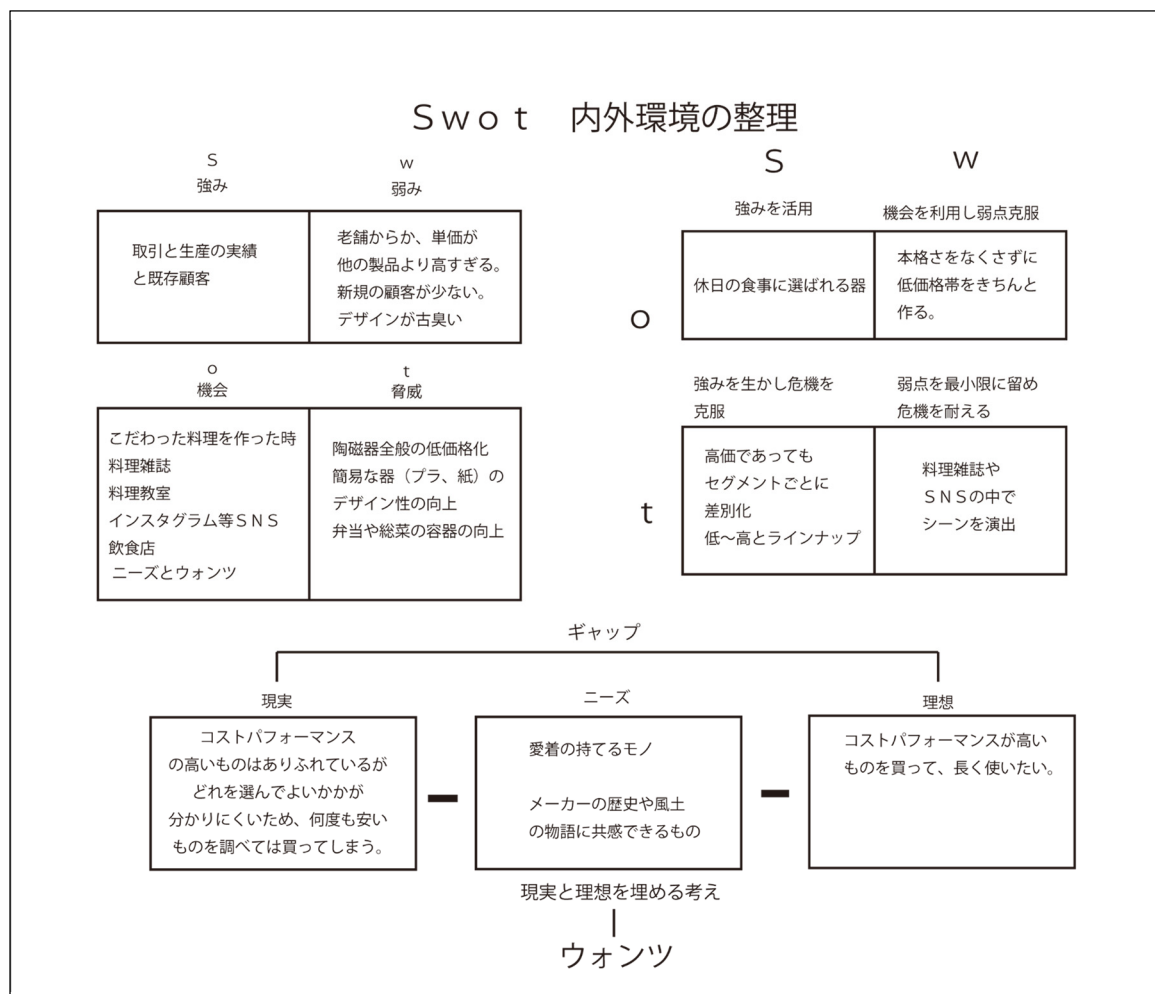 Ｓｗｏｔ　内外環境の整理
S
強み
w
弱み
取引と生産の実績
と既存顧客
老舗からか、単価が
他の製品より高すぎる。
新規の顧客が少ない。
デザインが古臭い
o
機会
t
脅威
こだわった料理を作った時
料理雑誌
料理教室
インスタグラム等ＳＮＳ
飲食店
ニーズとウォンツ
陶磁器全般の低価格化
簡易な器（プラ、紙）の
デザイン性の向上
弁当や総菜の容器の向上
S
w
強みを活用
機会を利用し弱点克服
o
休日の食事に選ばれる器
本格さをなくさずに
低価格帯をきちんと
作る。
強みを生かし危機を
克服
弱点を最小限に留め
危機を耐える
t
高価であっても
セグメントごとに
差別化
低～高とラインナップ
料理雑誌や
ＳＮＳの中で
シーンを演出
ギャップ
現実
ニーズ
理想
コストパフォーマンス
の高いものはありふれているが
どれを選んでよいかかが
分かりにくいため、何度も安い
ものを調べては買ってしまう。
愛着の持てるモノ
メーカーの歴史や風土
の物語に共感できるもの
コストパフォーマンスが高い
ものを買って、長く使いたい。
現実と理想を埋める考え
ウォンツ